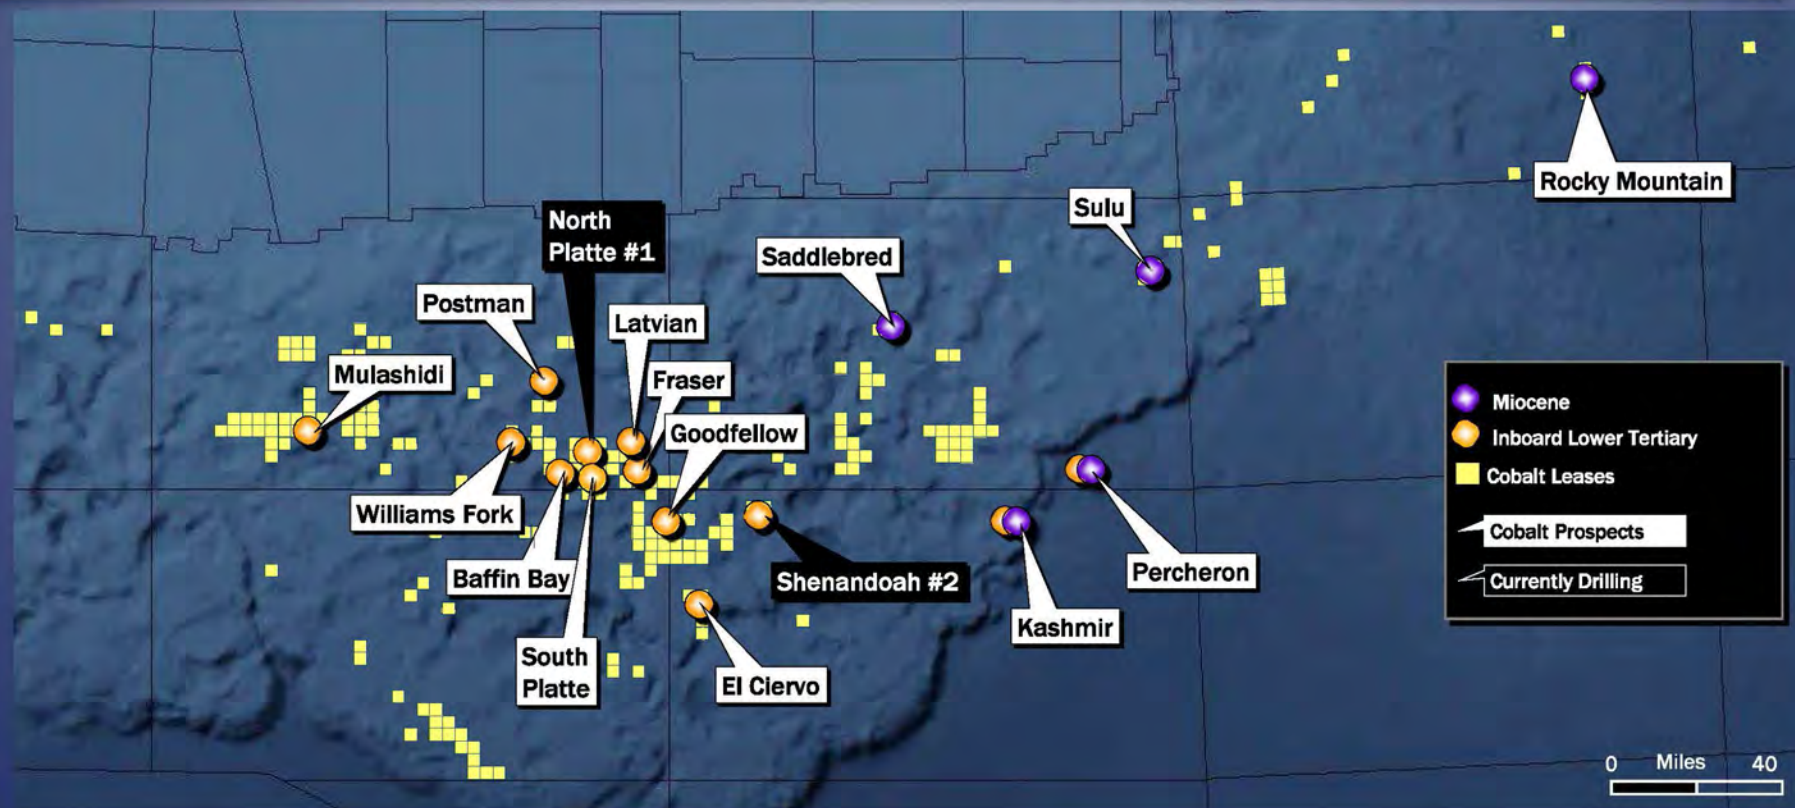 Rocky Mountain
Sulu
North
Platte #1
Saddlebred
Postman
Latvian
Mulashidi
Fraser
Goodfellow
Williams Fork
Baffin Bay
Shenandoah #2
Percheron
Kashmir
South
Platte
El Ciervo
Miocene
Inboard Lower Tertiary
Cobalt Leases
Cobalt Prospects
Currently Drilling
0 Miles 40